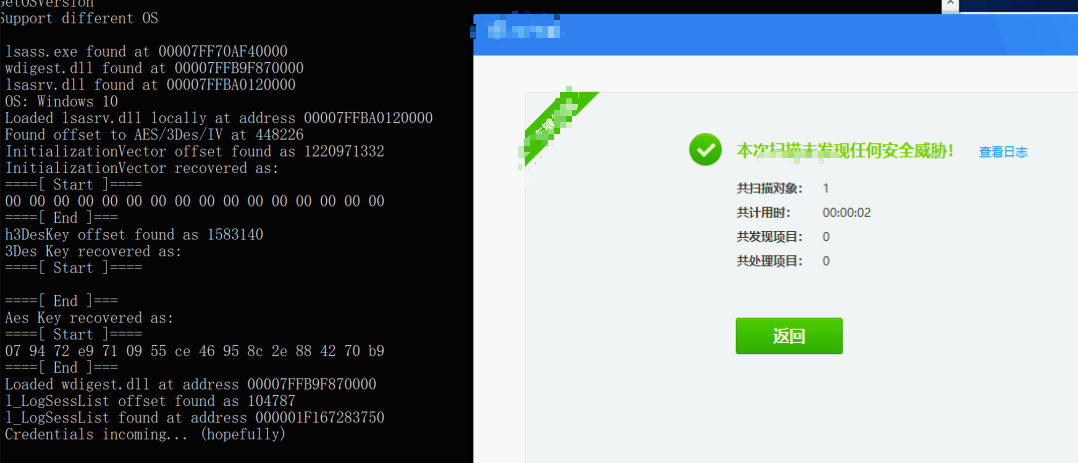 GetOSVersion
Support different OS
lsass.exe found at 00007FF70AF40000
wdigest.dll found at 00007FFB9F870000
lsasrv.dll found at 00007FFBA0120000
OS: Windows 10
Loaded lsasrv.dll locally at address 00007FFBA0120000
Found offset to AES/3Des/IV at 448226
InitializationVector offset found as 1220971332
InitializationVector recovered as:
====[ Start ]====
00 00 00 00 00 00 00 00 00 00 00 00 00 00 00 00
====[ End ]===
h3DesKey offset found as 1583140
3Des Key recovered as:
====[ Start ]====
====[ End ]===
Aes Key recovered as:
====[ Start ]====
07 94 72 e9 71 09 55 ce 46 95 8c 2e 88 42 70 b9
====[ End ]===
Loaded wdigest.dll at address 00007FFB9F870000
l_LogSessList offset found as 104787
l_LogSessList found at address 000001F167283750
Credentials incoming... (hopefully)
本次扫描未发现任何安全威胁! 查看日志
共扫描对象: 1
共计用时: 00:00:02
共发现项目: 0
共处理项目: 0
返回